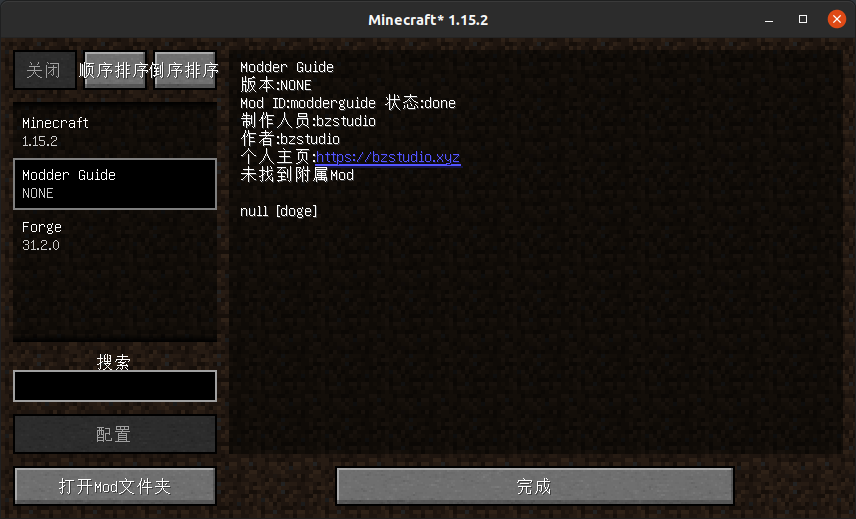 Minecraft* 1.15.2
关闭 顺序排序 倒序排序
Minecraft
1.15.2
Modder Guide
NONE
Forge
31.2.0
搜索
配置
打开Mod文件夹
Modder Guide
版本:NONE
Mod ID:modderguide 状态:done
制作人员:bzstudio
作者:bzstudio
个人主页:https://bzstudio.xyz
未找到附属Mod
null [doge]
完成